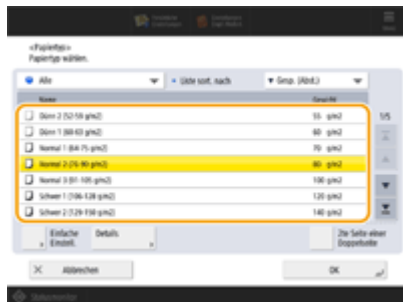 <Papiertyp>
Papiertyp wählen.
Alle
Liste sort. nach
Gesp. (Abst.)
Name
Gewicht
Dünn 2 (52-59 g/m2) 55 g/m2
Dünn 1 (60-63 g/m2) 60 g/m2
Normal 1 (64-75 g/m2) 70 g/m2
Normal 2 (76-90 g/m2) 80 g/m2
Normal 3 (91-105 g/m2) 100 g/m2
Schwer 1 (106-128 g/m2) 120 g/m2
Schwer 2 (129-150 g/m2) 140 g/m2
1/5
Einfache
Einstell.
Details
2te Seite einer
Doppelseite
Abbrechen
OK
Statusmonitor